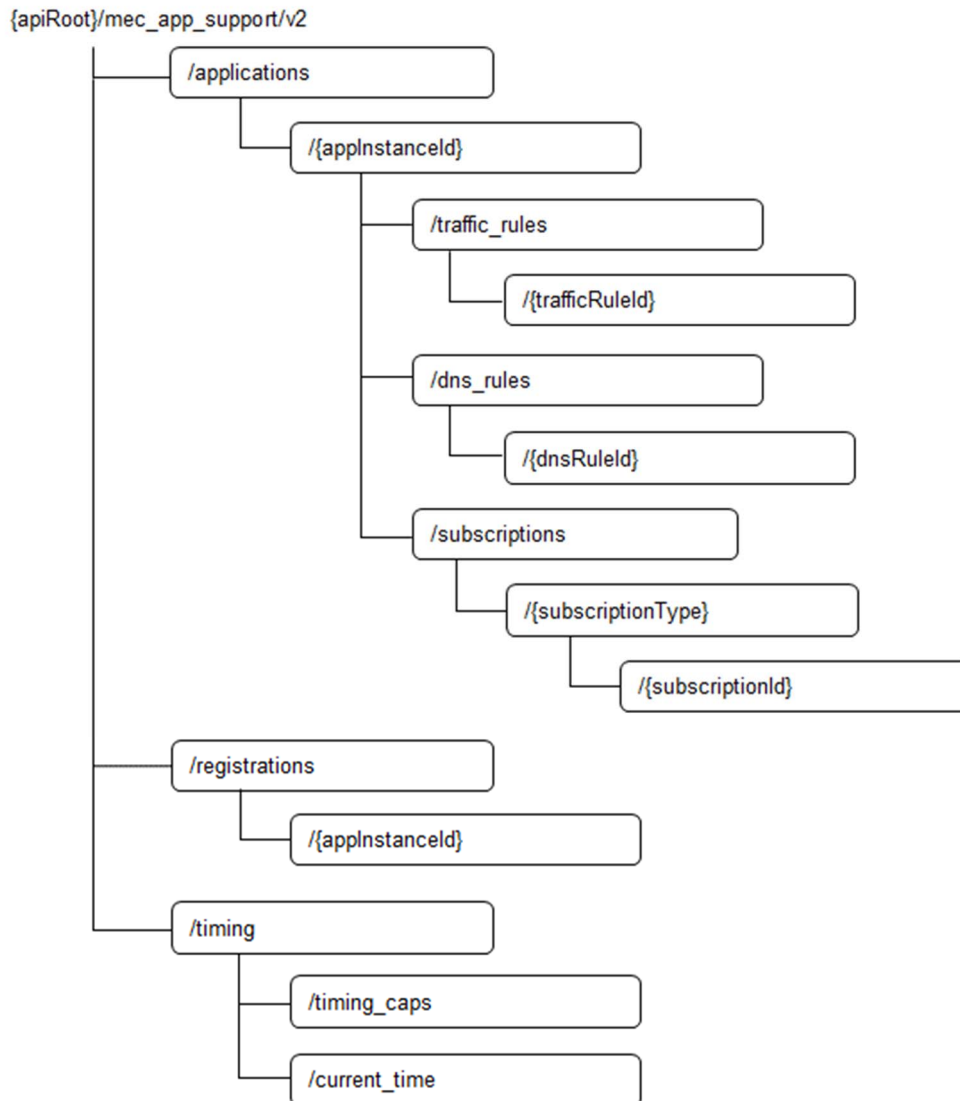 {apiRoot}/mec_app_support/v2
/applications
/{appInstanceId}
/traffic_rules
/{trafficRuleId}
/dns_rules
/{dnsRuleId}
/subscriptions
/{subscriptionType}
/{subscriptionId}
/registrations
/{appInstanceId}
/timing
/timing_caps
/current_time